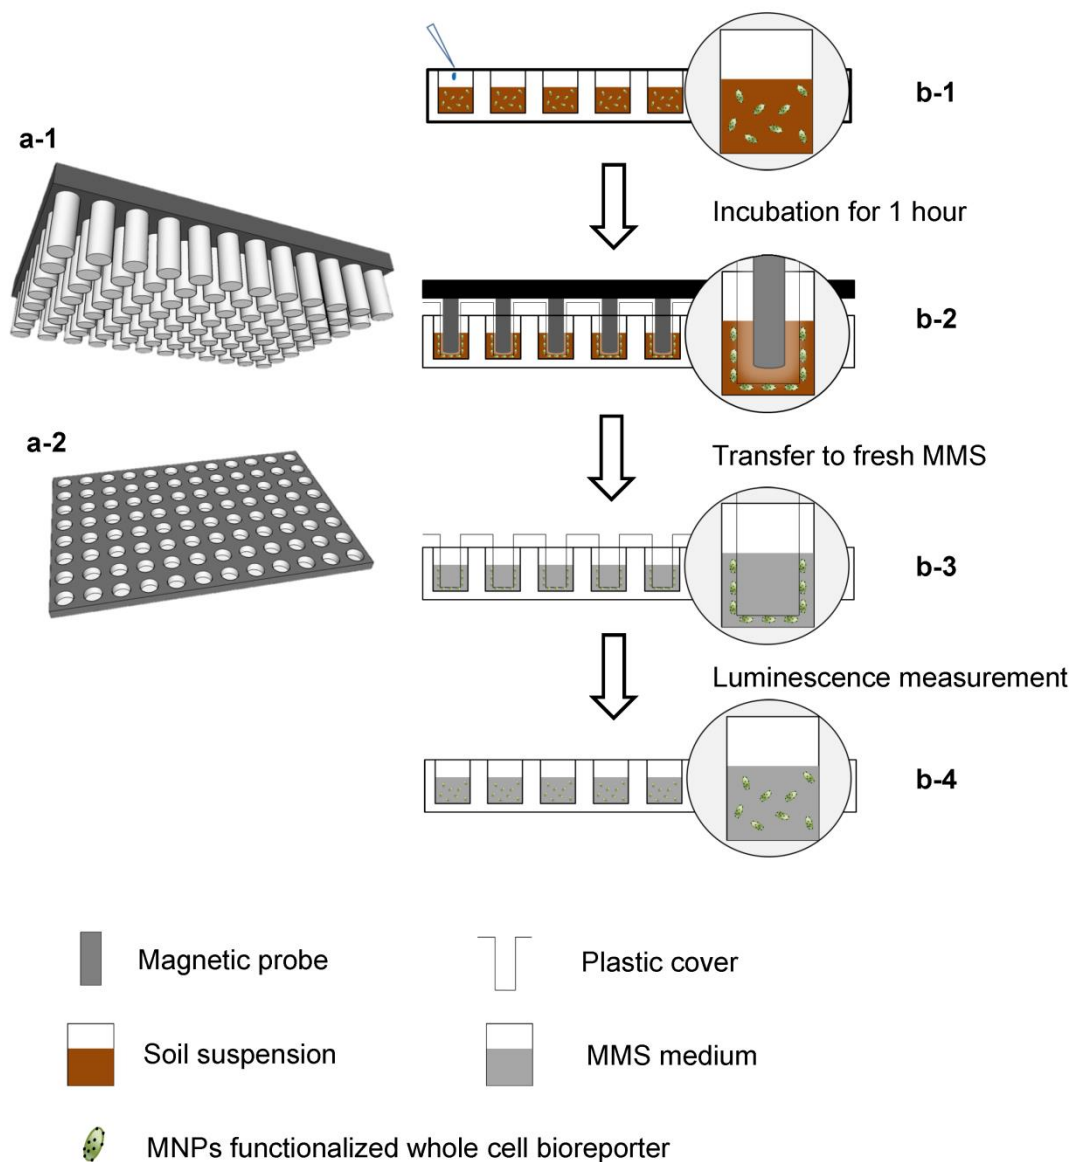 b-1
a-1
Incubation for 1 hour
b-2
a-2
Transfer to fresh MMS
b-3
Luminescence measurement
b-4
Magnetic probe
Plastic cover
Soil suspension
MMS medium
MNPs functionalized whole cell bioreporter